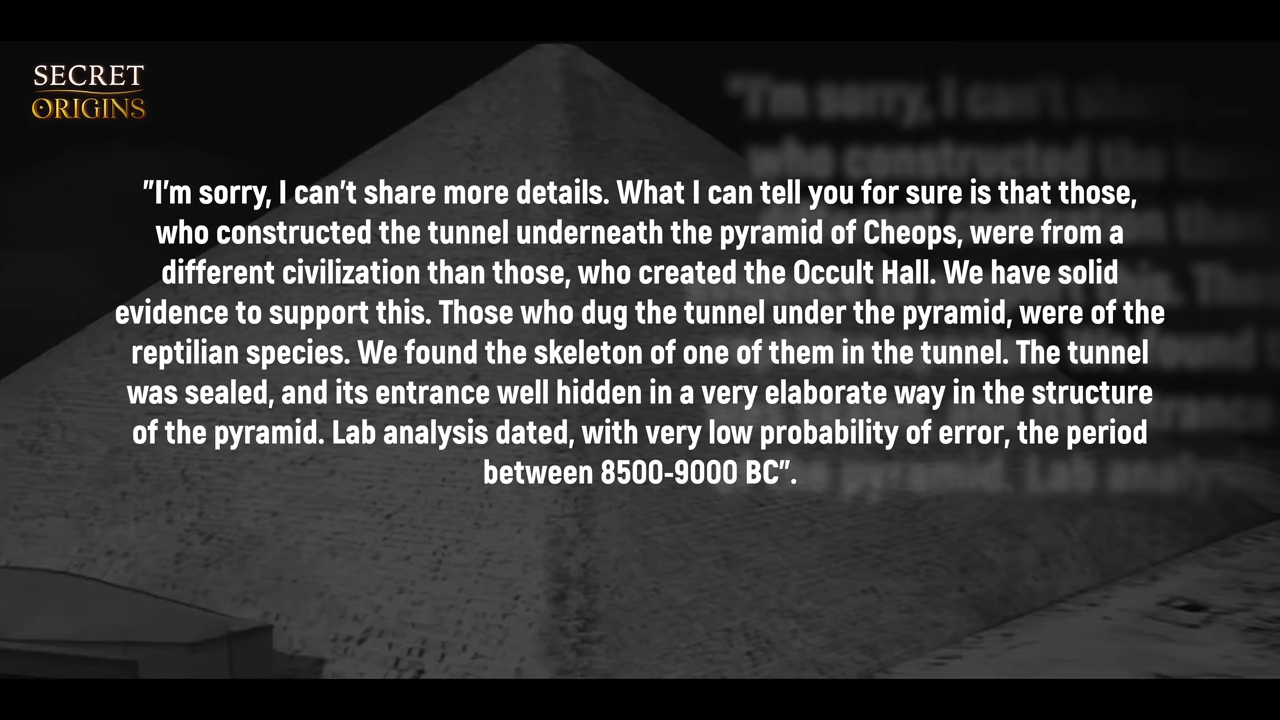 SECRET
ORIGINS
"I'm sorry, I can't share more details. What I can tell you for sure is that those,
who constructed the tunnel underneath the pyramid of Cheops, were from a
different civilization than those, who created the Occult Hall. We have solid
evidence to support this. Those who dug the tunnel under the pyramid, were of the
reptilian species. We found the skeleton of one of them in the tunnel. The tunnel
was sealed, and its entrance well hidden in a very elaborate way in the structure
of the pyramid. Lab analysis dated, with very low probability of error, the period
between 8500-9000 BC".
"I'm sorry, I can't
who constructed the